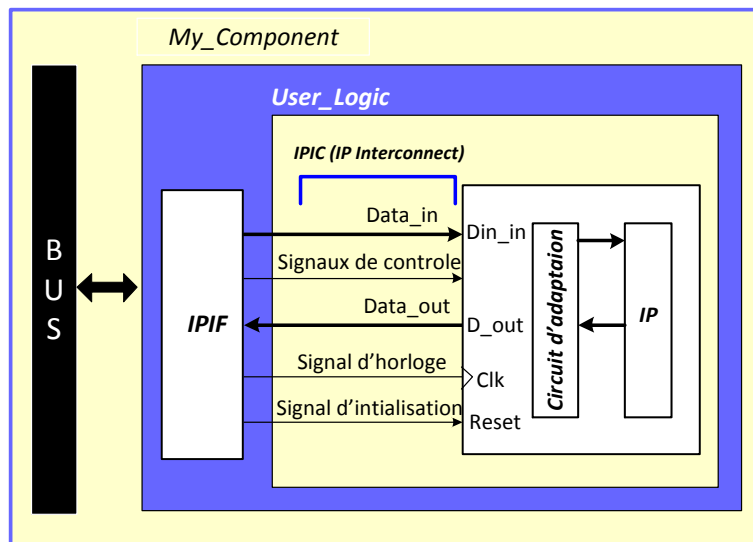 My_Component
User_Logic
IPIC (IP Interconnect)
BUS
IPIF
Data_in
Signaux de controle
Data_out
Signal d'horloge
Signal d'intialisation
Din_in
D_out
Clk
Reset
Circuit d'adaptaion
IP